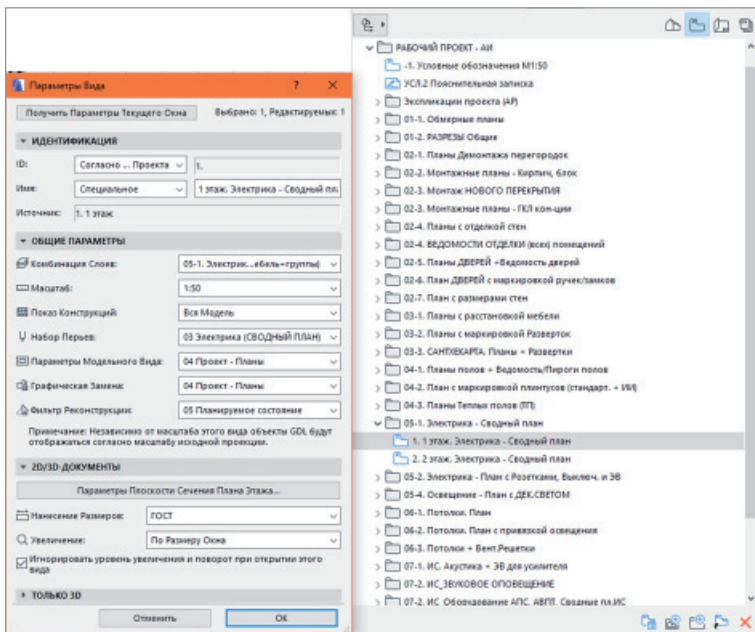 Параметры Вида
?
Получить Параметры Текущего Окна
Выбрано: 1, Редактируемых: 1
ИДЕНТИФИКАЦИЯ
ID:
Согласно ... Проекта
1.
Имя:
Специальное
1 этаж. Электрика - Сводный пла
Источник:
1. 1 этаж
ОБЩИЕ ПАРАМЕТРЫ
Комбинация Слоев:
05-1. Электрик...ебель+группы)
Масштаб:
1:50
Показ Конструкций:
Вся Модель
Набор Перьев:
03 Электрика (СВОДНЫЙ ПЛАН)
Параметры Модельного Вида:
04 Проект - Планы
Графическая Замена:
04 Проект - Планы
Фильтр Реконструкции:
05 Планируемое состояние
Примечание: Независимо от масштаба этого вида объекты GDL будут
отображаться согласно масштабу исходной проекции.
2D/3D-ДОКУМЕНТЫ
Параметры Плоскости Сечения Плана Этажа...
Нанесение Размеров:
ГОСТ
Увеличение:
По Размеру Окна
Игнорировать уровень увеличения и поворот при открытии этого
вида
ТОЛЬКО 3D
Отменить
OK
РАБОЧИЙ ПРОЕКТ - АИ
-1. Условные обозначения М1:50
УСЛ.2 Пояснительная записка
Экспликации проекта (АР)
01-1. Обмерные планы
01-2. РАЗРЕЗЫ Общие
02-1. Планы Демонтажа перегородок
02-2. Монтажные планы - Кирпич, блок
02-3. Монтаж НОВОГО ПЕРЕКРЫТИЯ
02-3. Монтажные планы - ГКЛ кон-ции
02-4. Планы с отделкой стен
02-4. ВЕДОМОСТИ ОТДЕЛКИ (всех) помещений
02-5. Планы ДВЕРЕЙ +Ведомость дверей
02-6. План ДВЕРЕЙ с маркировкой ручек/замков
02-7. План с размерами стен
03-1. Планы с расстановкой мебели
03-2. Планы с маркировкой Разверток
03-3. САНТХЕКАРТА. Планы + Развертки
04-1. Планы полов + Ведомость/Пироги полов
04-2. План с маркировкой плинтусов (стандарт. + ИИ)
04-3. Планы Теплых полов (ТП)
05-1. Электрика - Сводный план
1. 1 этаж. Электрика - Сводный план
2. 2 этаж. Электрика - Сводный план
05-2. Электрика - План с Розетками, Выключ. и ЭВ
05-4. Освещение - План с ДЕК.СВЕТОМ
06-1. Потолки. План
06-2. Потолки. План с привязкой освещения
06-3. Потолки + Вент.Решетки
07-1. ИС. Акустика + ЭВ для усилителя
07-2. ИС_ЗВУКОВОЕ ОПОВЕЩЕНИЕ
07-2. ИС Оборудование АПС, АВПТ. Сводные пл.ИС